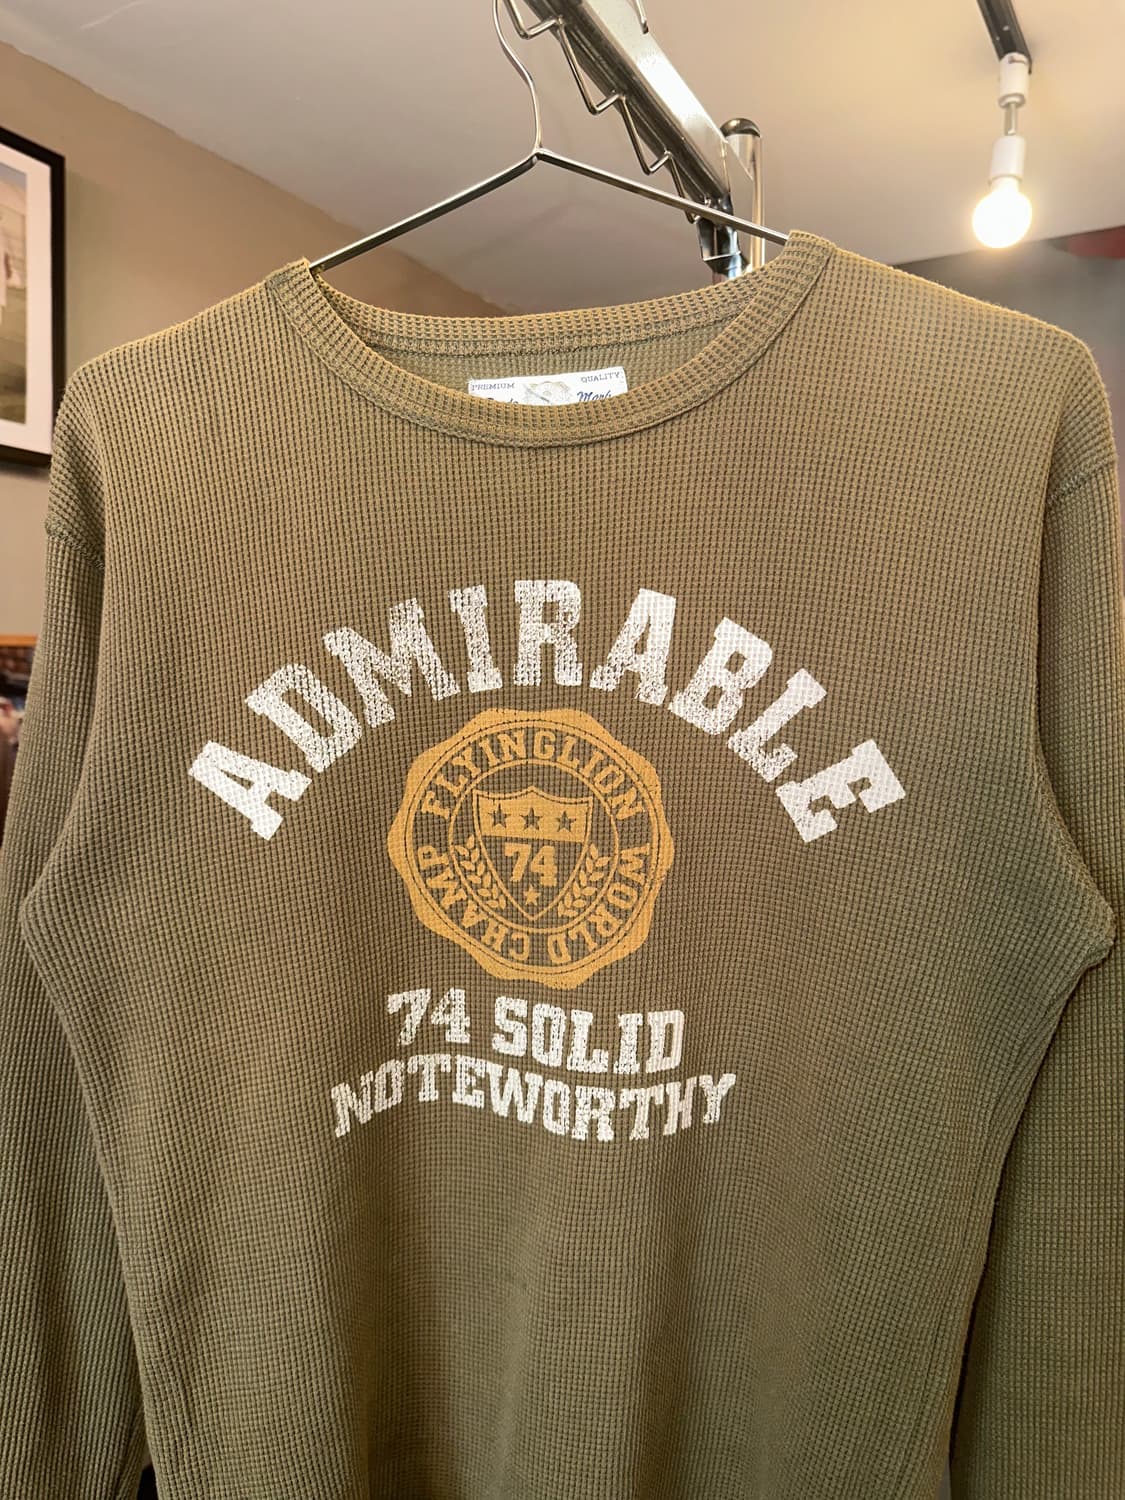 PREMIUM QUALITY
ADMIRABLE
FLYINGLION WORLD CHAMP
74
74 SOLID
NOTEWORTHY